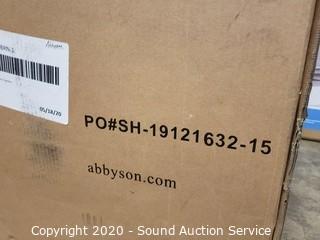 05/18/20
PO#SH-19121632-15
abbyson.com
Copyright 2020 - Sound Auction Service